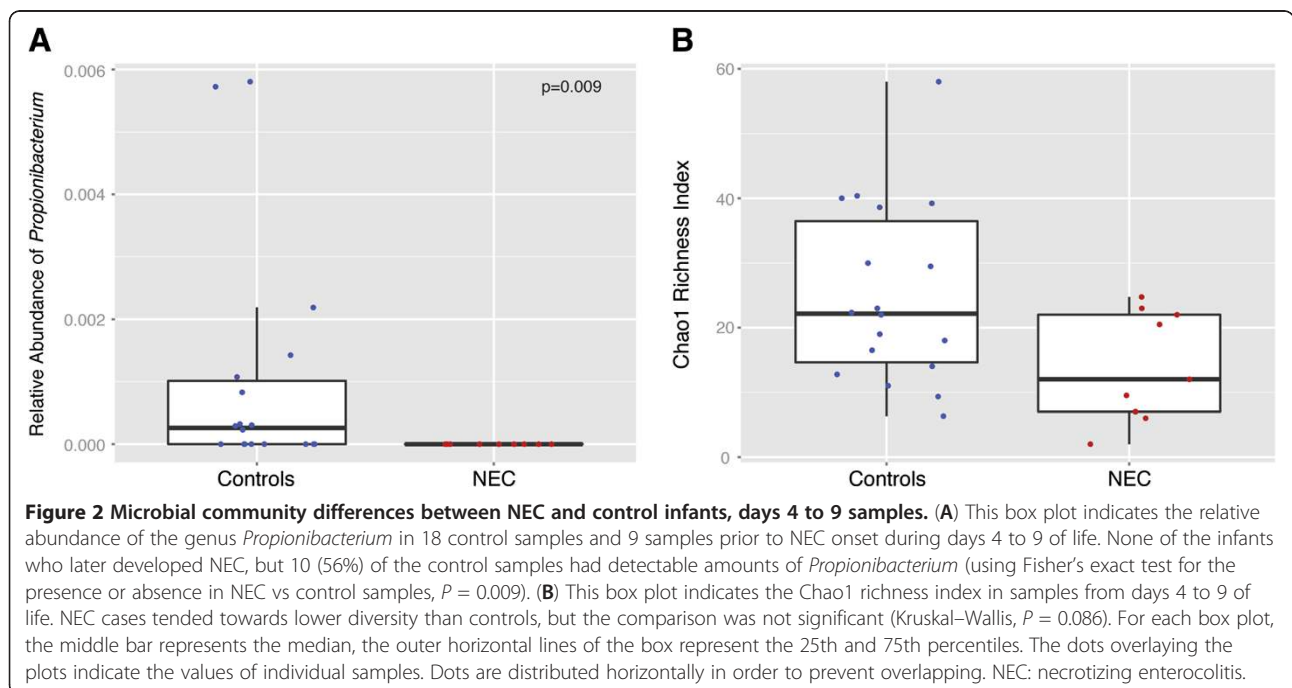 A
B
0.006
0.004
0.002
0.000
Relative Abundance of Propionibacterium
p=0.009
Controls
NEC
60
40
20
0
Chao1 Richness Index
Controls
NEC
Figure 2 Microbial community differences between NEC and control infants, days 4 to 9 samples. (A) This box plot indicates the relative
abundance of the genus Propionibacterium in 18 control samples and 9 samples prior to NEC onset during days 4 to 9 of life. None of the infants
who later developed NEC, but 10 (56%) of the control samples had detectable amounts of Propionibacterium (using Fisher's exact test for the
presence or absence in NEC vs control samples, P = 0.009). (B) This box plot indicates the Chao1 richness index in samples from days 4 to 9 of
life. NEC cases tended towards lower diversity than controls, but the comparison was not significant (Kruskal–Wallis, P = 0.086). For each box plot,
the middle bar represents the median, the outer horizontal lines of the box represent the 25th and 75th percentiles. The dots overlaying the
plots indicate the values of individual samples. Dots are distributed horizontally in order to prevent overlapping. NEC: necrotizing enterocolitis.